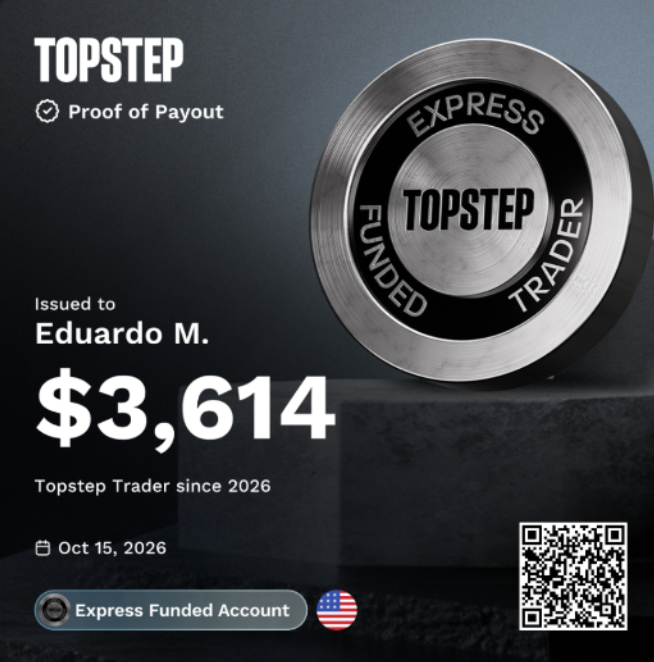 TOPSTEP
Proof of Payout
EXPRESS
FUNDED
TRADER
TOPSTEP
Issued to
Eduardo M.
$3,614
Topstep Trader since 2026
Oct 15, 2026
Express Funded Account